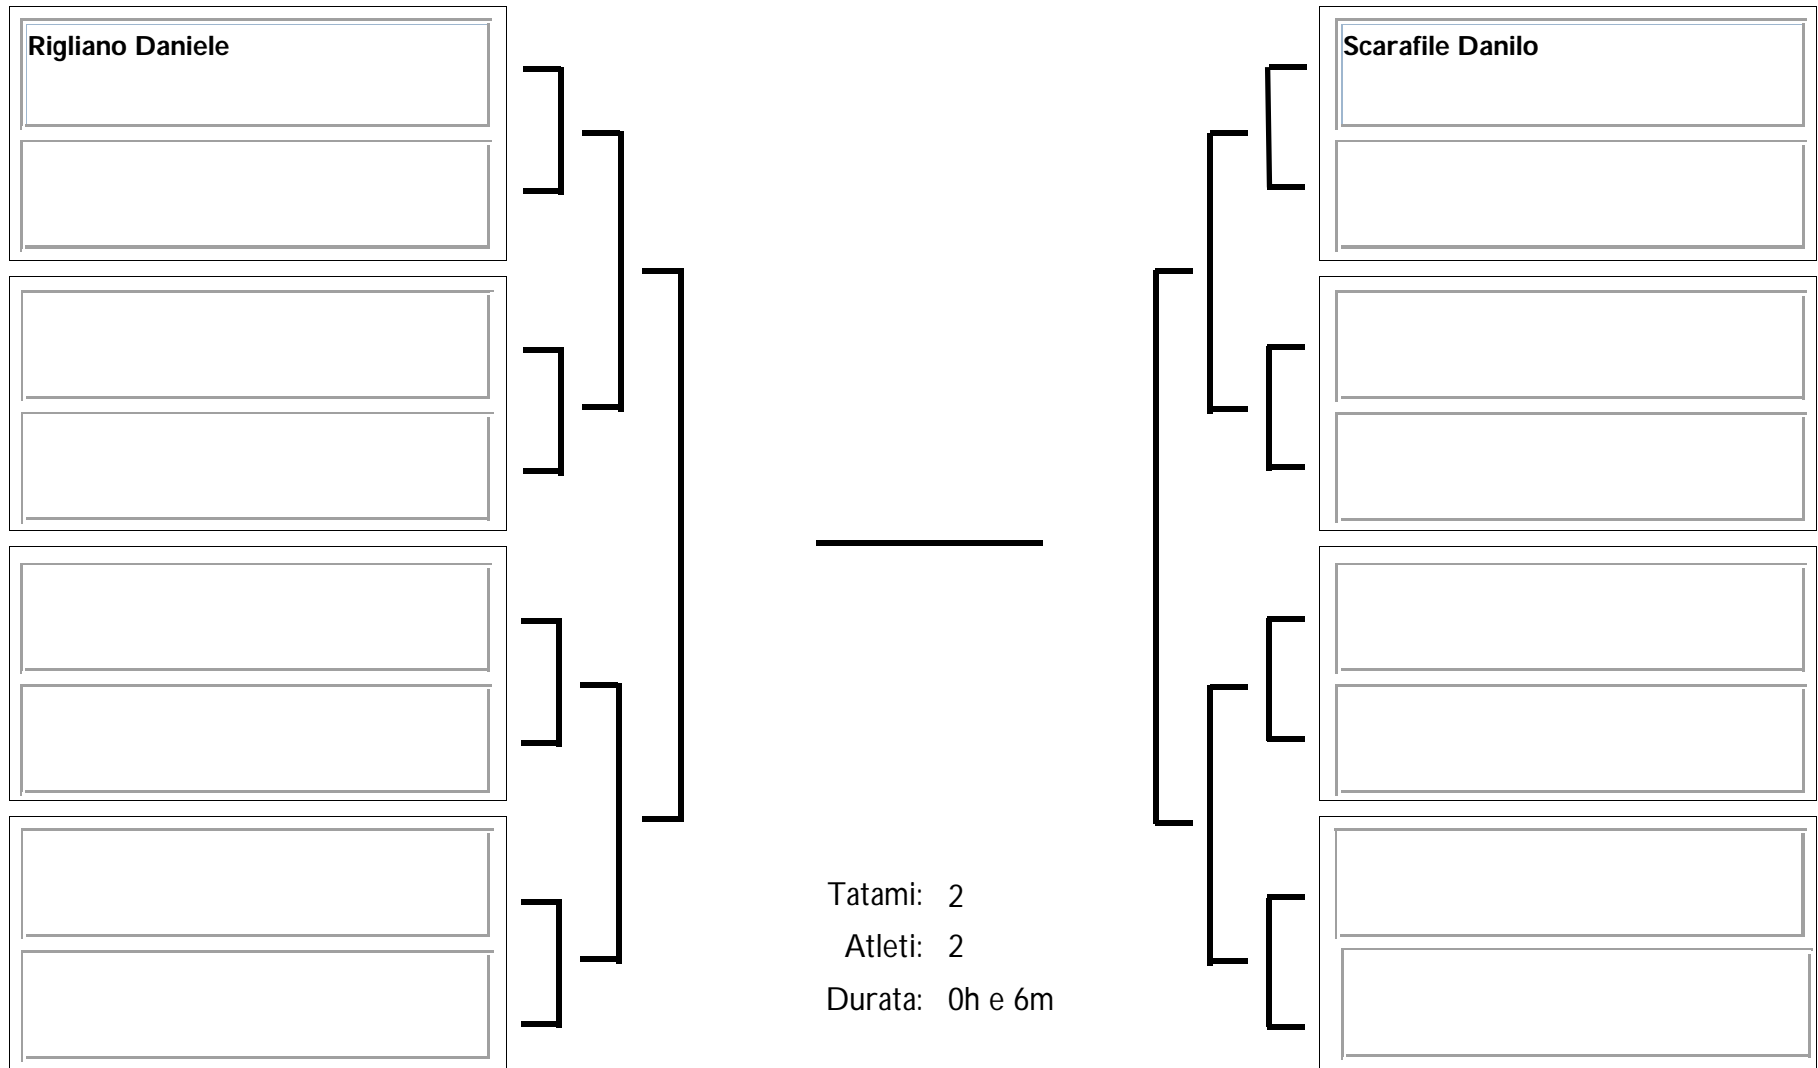 Rigliano Daniele
Scarafile Danilo
Tatami: 2
Atleti: 2
Durata: 0h e 6m